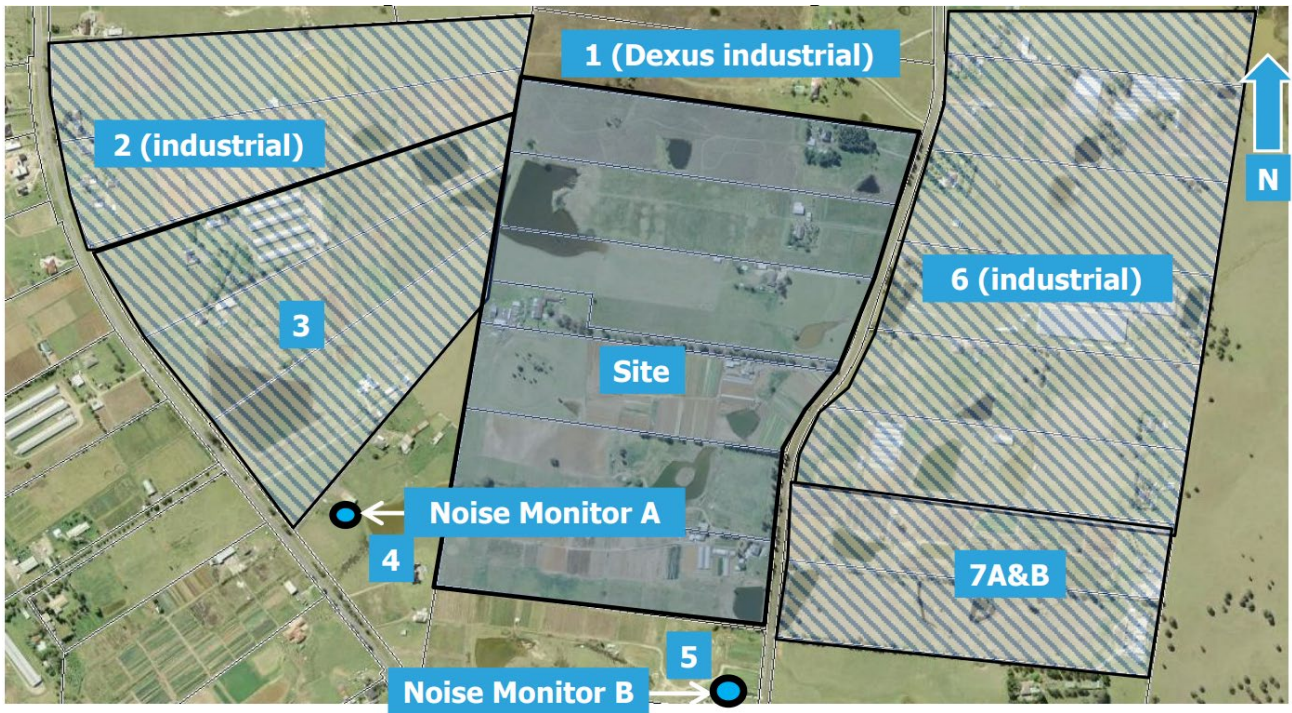 1 (Dexus industrial)
2 (industrial)
N
6 (industrial)
3
Site
Noise Monitor A
4
7A&B
5
Noise Monitor B